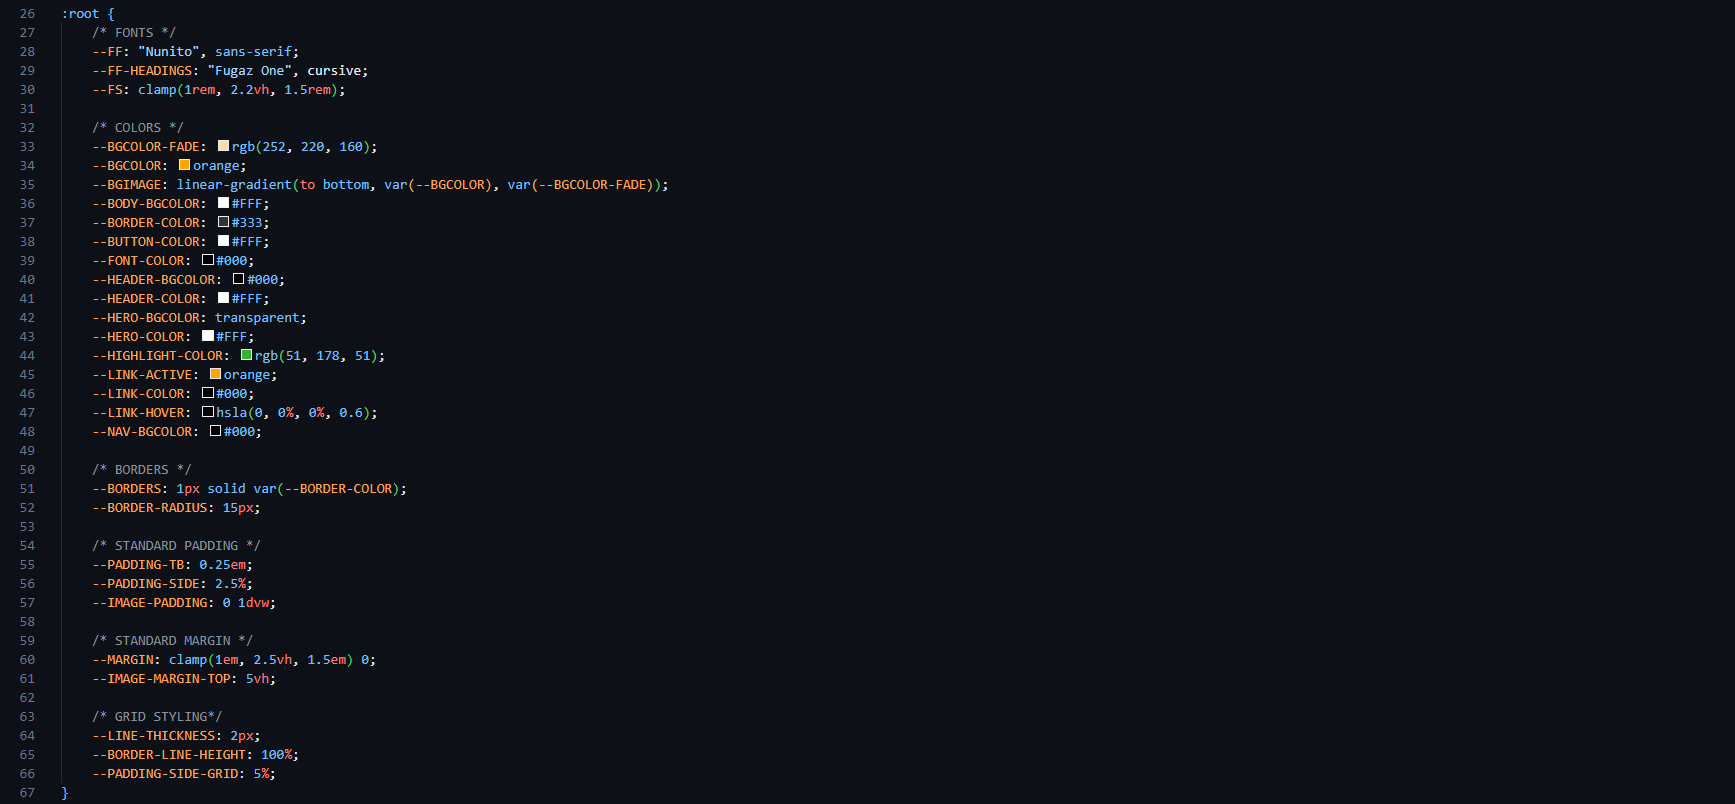 26 :root {
27 /* FONTS */
28 --FF: "Nunito", sans-serif;
29 --FF-HEADINGS: "Fugaz One", cursive;
30 --FS: clamp(1rem, 2.2vh, 1.5rem);
31
32 /* COLORS */
33 --BGCOLOR-FADE: rgb(252, 220, 160);
34 --BGCOLOR: orange;
35 --BGIMAGE: linear-gradient(to bottom, var(--BGCOLOR), var(--BGCOLOR-FADE));
36 --BODY-BGCOLOR: #FFF;
37 --BORDER-COLOR: #333;
38 --BUTTON-COLOR: #FFF;
39 --FONT-COLOR: #000;
40 --HEADER-BGCOLOR: #000;
41 --HEADER-COLOR: #FFF;
42 --HERO-BGCOLOR: transparent;
43 --HERO-COLOR: #FFF;
44 --HIGHLIGHT-COLOR: rgb(51, 178, 51);
45 --LINK-ACTIVE: orange;
46 --LINK-COLOR: #000;
47 --LINK-HOVER: hsla(0, 0%, 0%, 0.6);
48 --NAV-BGCOLOR: #000;
49
50 /* BORDERS */
51 --BORDERS: 1px solid var(--BORDER-COLOR);
52 --BORDER-RADIUS: 15px;
53
54 /* STANDARD PADDING */
55 --PADDING-TB: 0.25em;
56 --PADDING-SIDE: 2.5%;
57 --IMAGE-PADDING: 0 1dvw;
58
59 /* STANDARD MARGIN */
60 --MARGIN: clamp(1em, 2.5vh, 1.5em) 0;
61 --IMAGE-MARGIN-TOP: 5vh;
62
63 /* GRID STYLING*/
64 --LINE-THICKNESS: 2px;
65 --BORDER-LINE-HEIGHT: 100%;
66 --PADDING-SIDE-GRID: 5%;
67 }